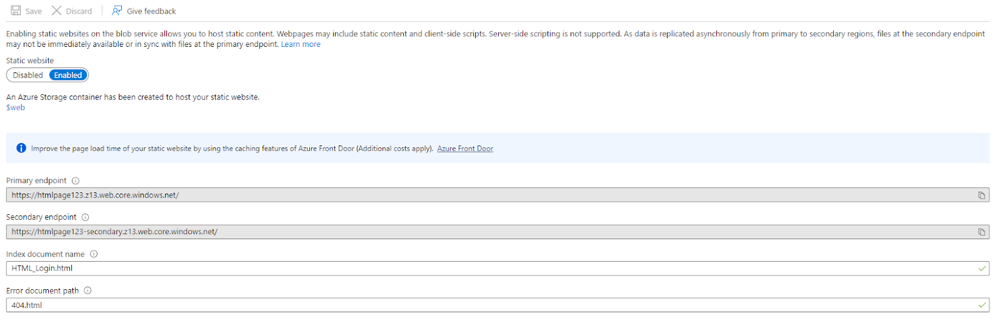 Save Discard Give feedback
Enabling static websites on the blob service allows you to host static content. Webpages may include static content and client-side scripts. Server-side scripting is not supported. As data is replicated asynchronously from primary to secondary regions, files at the secondary endpoint
may not be immediately available or in sync with files at the primary endpoint. Learn more
Static website
Disabled Enabled
An Azure Storage container has been created to host your static website.
$web
Improve the page load time of your static website by using the caching features of Azure Front Door (Additional costs apply). Azure Front Door
Primary endpoint
https://htmlpage123.z13.web.core.windows.net/
Secondary endpoint
https://htmlpage123-secondary.z13.web.core.windows.net/
Index document name
HTML_Login.html
Error document path
404.html